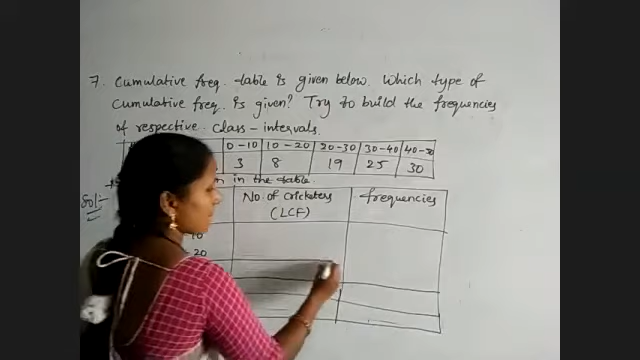 7. Cumulative freq. table is given below. Which type of
Cumulative freq. is given? Try to build the frequencies
of respective class-intervals.
0-10 10-20 20-30 30-40 40-50
3 8 19 25 30
Sol:- in the table.
No. of cricketers frequencies
(LCF)
10
20